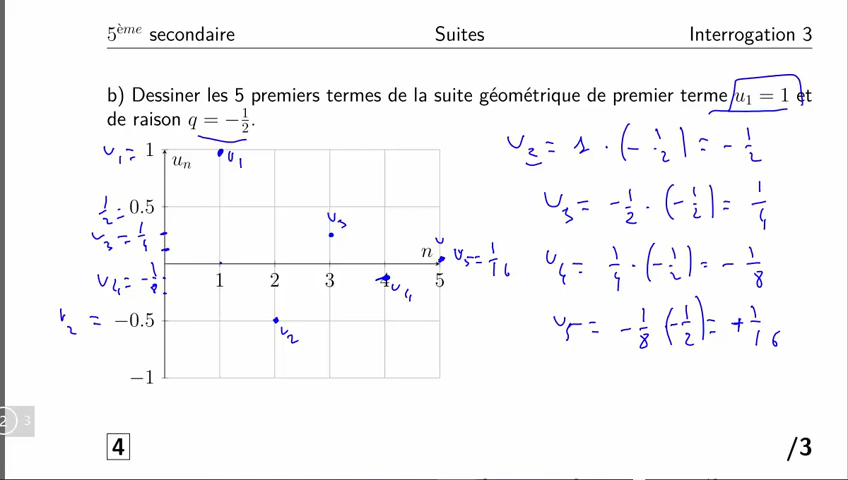 5ème secondaire Suites Interrogation 3
b) Dessiner les 5 premiers termes de la suite géométrique de premier terme u₁ = 1 et
de raison q = −1/2.
u₁ = 1
uₙ
u₁
1/2 = 0.5
u₃ = 1/4
u₃
n
u₅ = 1/16
1 2 3 4 5
u₄ = −1/8
u₄
u₂ = −0.5
u₂
−1
u₂ = 1 · (−1/2) = −1/2
u₃ = −1/2 · (−1/2) = 1/4
u₄ = 1/4 · (−1/2) = −1/8
u₅ = −1/8 (−1/2) = +1/16
2 3
4 /3